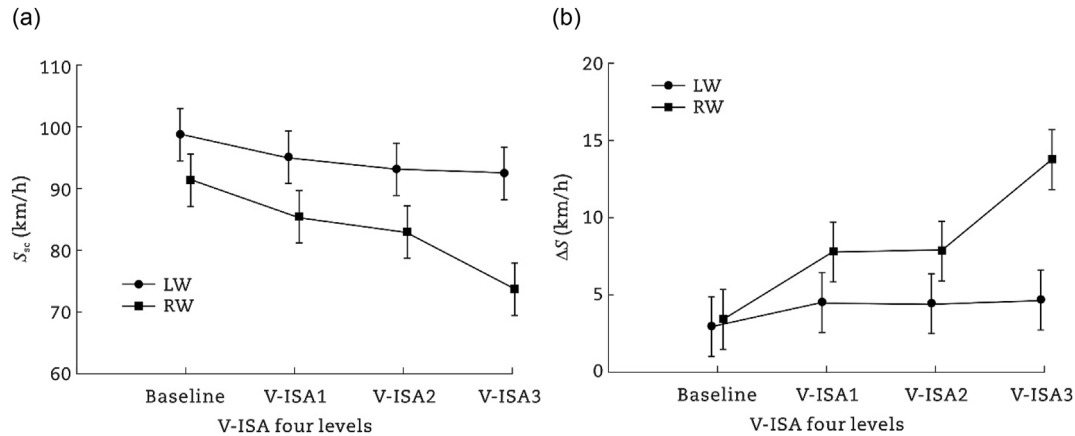 (a)
110
100
90
80
70
60
S_sc (km/h)
LW
RW
Baseline V-ISA1 V-ISA2 V-ISA3
V-ISA four levels
(b)
20
15
10
5
0
ΔS (km/h)
LW
RW
Baseline V-ISA1 V-ISA2 V-ISA3
V-ISA four levels